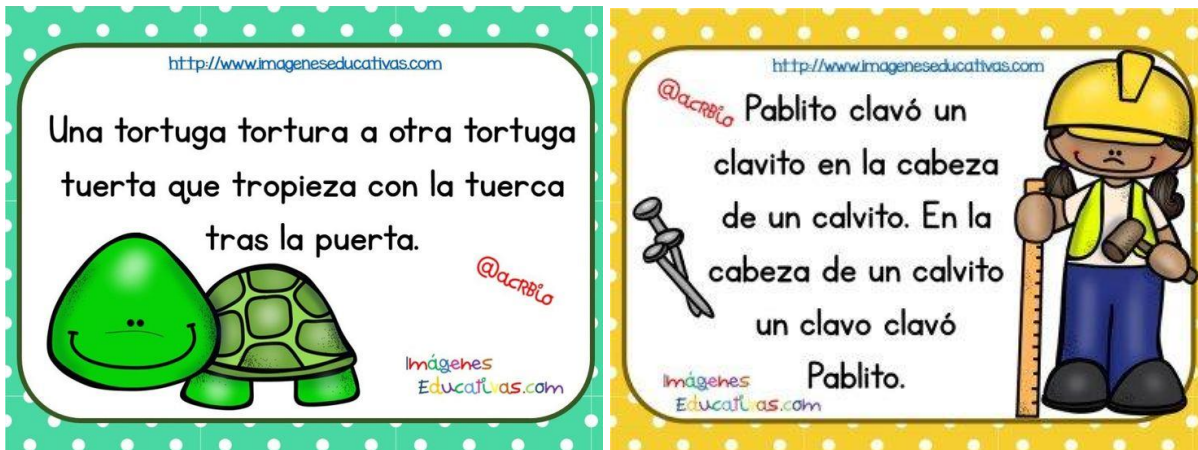 http://www.imageneseducativas.com
Una tortuga tortura a otra tortuga
tuerta que tropieza con la tuerca
tras la puerta.
@acrbio
Imágenes
Educativas.com
http://www.imageneseducativas.com
@acrbio
Pablito clavó un
clavito en la cabeza
de un calvito. En la
cabeza de un calvito
un clavo clavó
Pablito.
Imágenes
Educativas.com